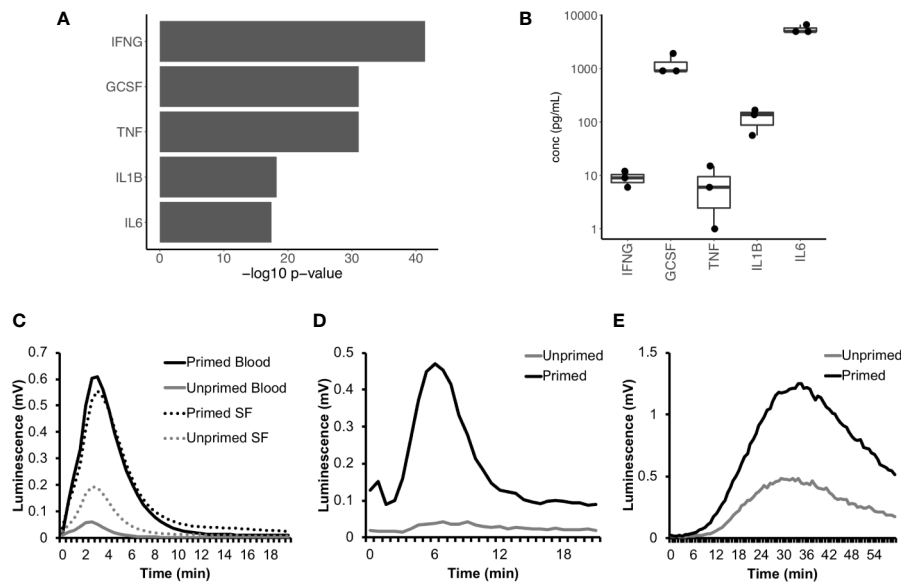 A
IFNG
GCSF
TNF
IL1B
IL6
0 10 20 30 40
−log10 p-value
B
conc (pg/mL)
10000
1000
100
10
1
IFNG GCSF TNF IL1B IL6
C
Luminescence (mV)
0.7
0.6
0.5
0.4
0.3
0.2
0.1
0
0 2 4 6 8 10 12 14 16 18
Time (min)
Primed Blood
Unprimed Blood
Primed SF
Unprimed SF
D
Luminescence (mV)
0.5
0.4
0.3
0.2
0.1
0
0 6 12 18
Time (min)
Unprimed
Primed
E
Luminescence (mV)
1.5
1
0.5
0
0 6 12 18 24 30 36 42 48 54
Time (min)
Unprimed
Primed